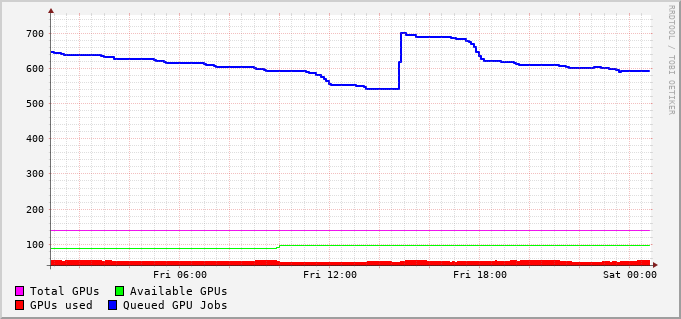 700
600
500
400
300
200
100
Fri 06:00 Fri 12:00 Fri 18:00 Sat 00:00
Total GPUs Available GPUs
GPUs used Queued GPU Jobs
RRDTOOL / TOBI OETIKER